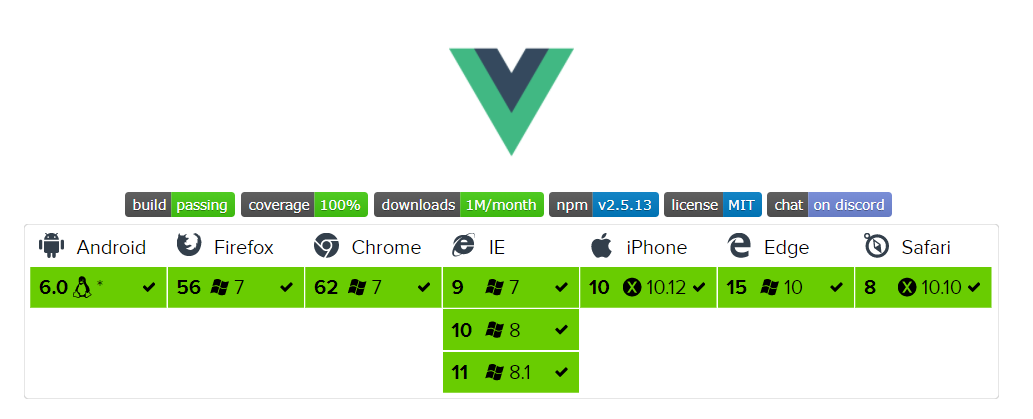 build passing coverage 100% downloads 1M/month npm v2.5.13 license MIT chat on discord
Android Firefox Chrome IE iPhone Edge Safari
6.0 * 56 7 62 7 9 7 10 10.12 15 10 8 10.10
10 8
11 8.1